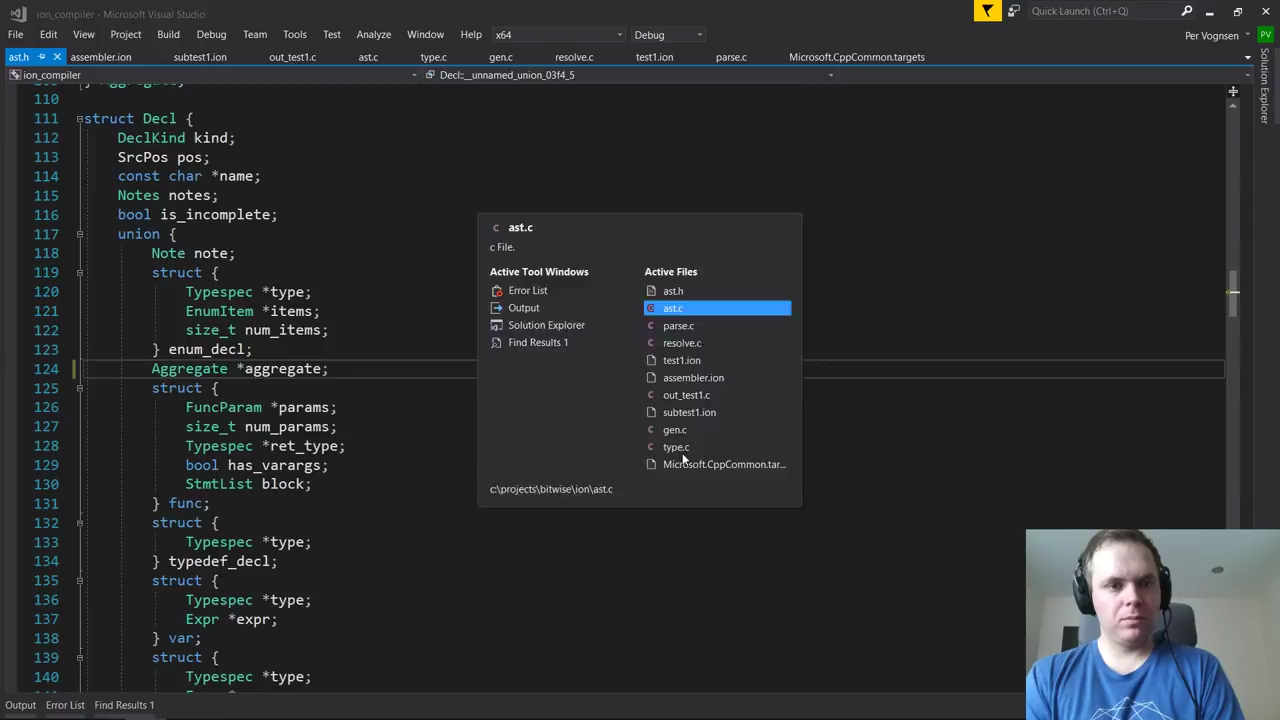 ion_compiler - Microsoft Visual Studio
Quick Launch (Ctrl+Q)
File Edit View Project Build Debug Team Tools Test Analyze Window Help x64 Debug
Per Vognsen PV
ast.h assembler.ion subtest1.ion out_test1.c ast.c type.c gen.c resolve.c test1.ion parse.c Microsoft.CppCommon.targets
ion_compiler Decl::__unnamed_union_03f4_5
Solution Explorer
110
111 struct Decl {
112 DeclKind kind;
113 SrcPos pos;
114 const char *name;
115 Notes notes;
116 bool is_incomplete;
117 union {
118 Note note;
119 struct {
120 Typespec *type;
121 EnumItem *items;
122 size_t num_items;
123 } enum_decl;
124 Aggregate *aggregate;
125 struct {
126 FuncParam *params;
127 size_t num_params;
128 Typespec *ret_type;
129 bool has_varargs;
130 StmtList block;
131 } func;
132 struct {
133 Typespec *type;
134 } typedef_decl;
135 struct {
136 Typespec *type;
137 Expr *expr;
138 } var;
139 struct {
140 Typespec *type;
ast.c
c File.
Active Tool Windows
Error List
Output
Solution Explorer
Find Results 1
Active Files
ast.h
ast.c
parse.c
resolve.c
test1.ion
assembler.ion
out_test1.c
subtest1.ion
gen.c
type.c
Microsoft.CppCommon.tar...
c:\projects\bitwise\ion\ast.c
Output Error List Find Results 1